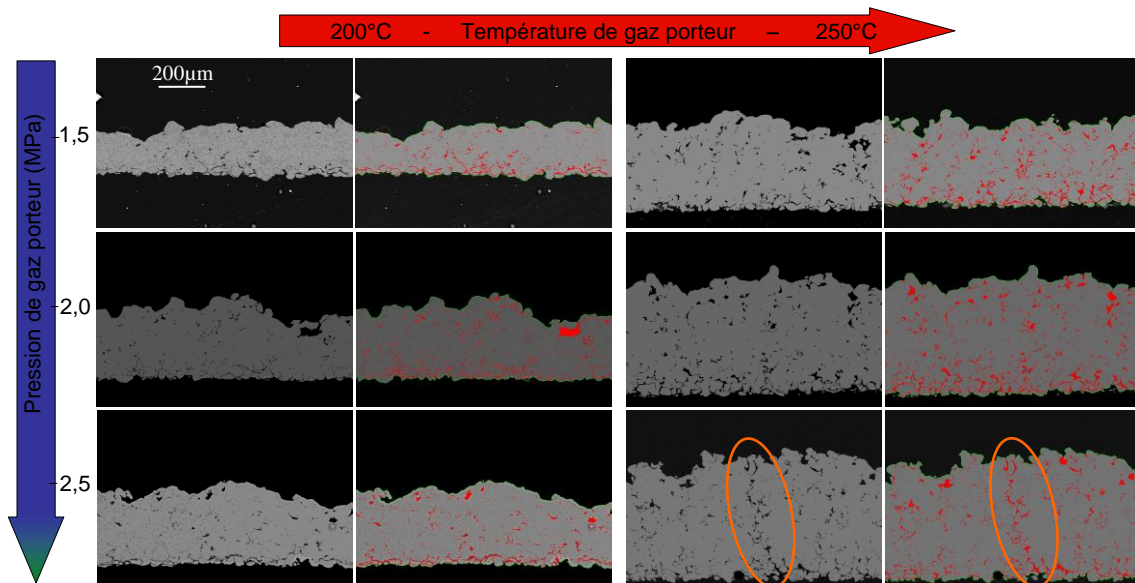 200°C - Température de gaz porteur – 250°C
200µm
1,5
2,0
2,5
Pression de gaz porteur (MPa)